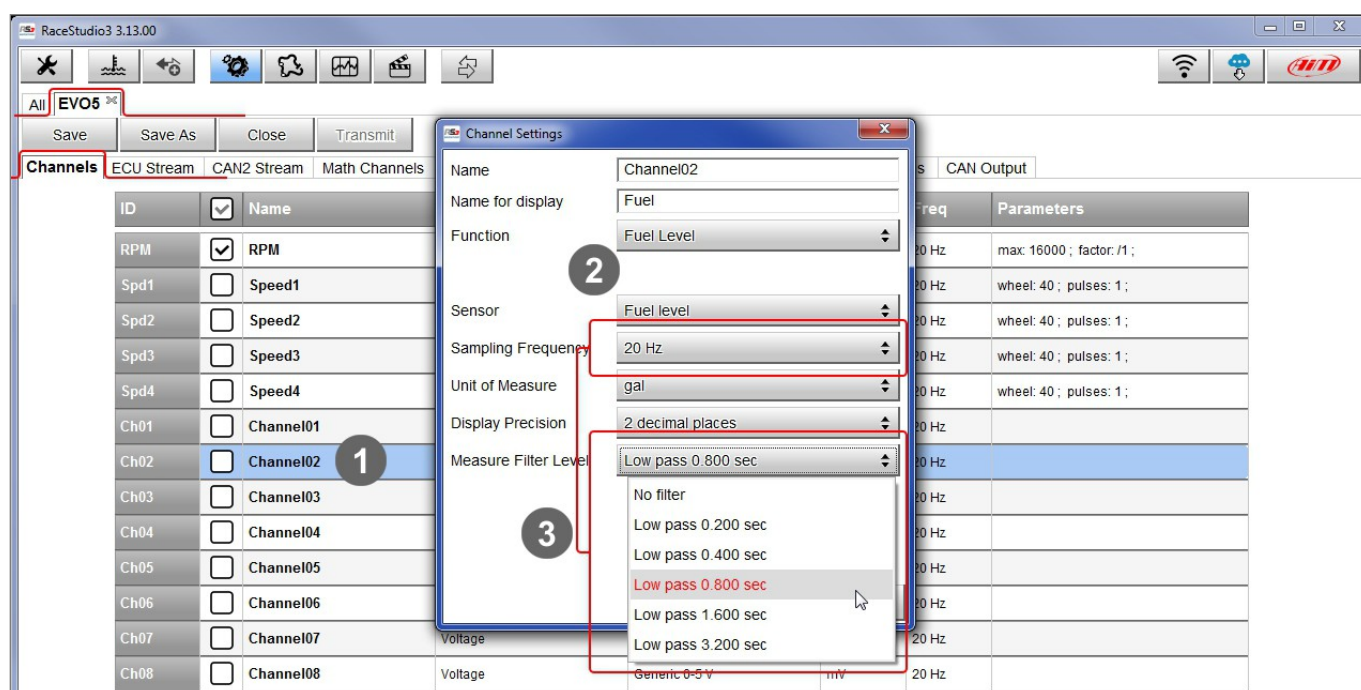 RaceStudio3 3.13.00
AiM
All EVO5
Save Save As Close Transmit
Channels ECU Stream CAN2 Stream Math Channels s CAN Output
ID Name Freq Parameters
RPM RPM 20 Hz max: 16000 ; factor: /1 ;
Spd1 Speed1 20 Hz wheel: 40 ; pulses: 1 ;
Spd2 Speed2 20 Hz wheel: 40 ; pulses: 1 ;
Spd3 Speed3 20 Hz wheel: 40 ; pulses: 1 ;
Spd4 Speed4 20 Hz wheel: 40 ; pulses: 1 ;
Ch01 Channel01 20 Hz
Ch02 Channel02 1 20 Hz
Ch03 Channel03 20 Hz
Ch04 Channel04 20 Hz
Ch05 Channel05 20 Hz
Ch06 Channel06 20 Hz
Ch07 Channel07 Voltage 20 Hz
Ch08 Channel08 Voltage Generic 0-5 V mV 20 Hz
Channel Settings
Name Channel02
Name for display Fuel
Function Fuel Level
2
Sensor Fuel level
Sampling Frequency 20 Hz
Unit of Measure gal
Display Precision 2 decimal places
Measure Filter Level Low pass 0.800 sec
No filter
Low pass 0.200 sec
3
Low pass 0.400 sec
Low pass 0.800 sec
Low pass 1.600 sec
Low pass 3.200 sec